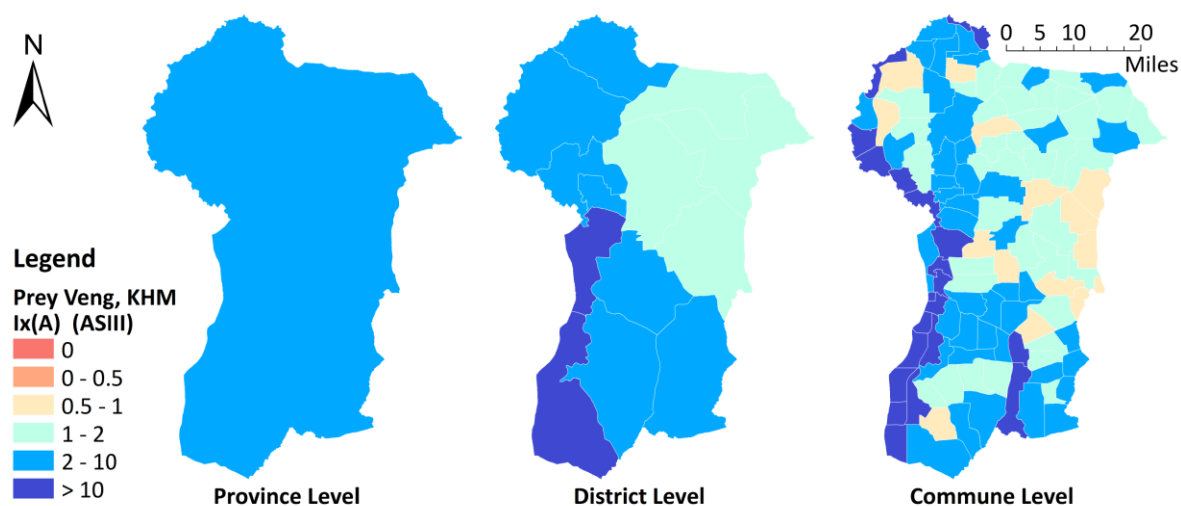 N
0 5 10 20
Miles
Legend
Prey Veng, KHM
Ix(A) (ASIII)
0
0 - 0.5
0.5 - 1
1 - 2
2 - 10
> 10
Province Level
District Level
Commune Level